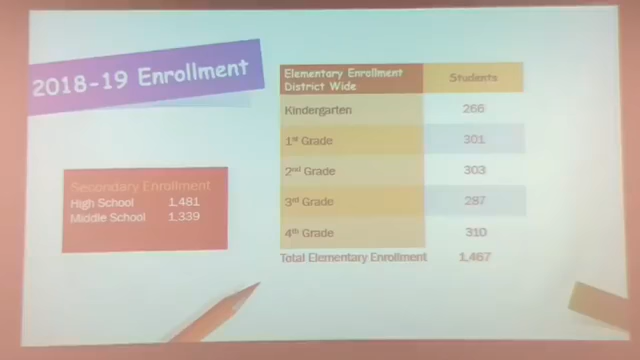 2018-19 Enrollment
Elementary Enrollment District Wide Students
Kindergarten 266
1st Grade 301
2nd Grade 303
3rd Grade 287
4th Grade 310
Total Elementary Enrollment 1,467
Secondary Enrollment
High School 1,481
Middle School 1,339